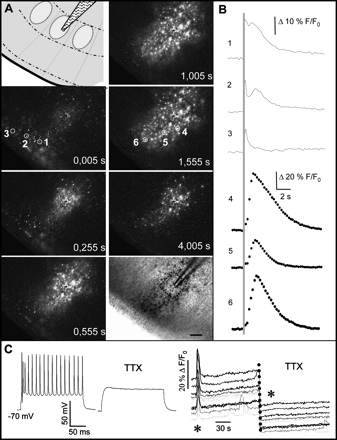 A
B
1,005 s
Δ 10 % F/F0
1
2
3
2
1
0,005 s
4
5
6
1,555 s
3
Δ 20 % F/F0
2 s
4
0,255 s
4,005 s
5
6
0,555 s
C
TTX
-70 mV
50 mV
50 ms
20 % Δ F/F0
TTX
*
*
30 s